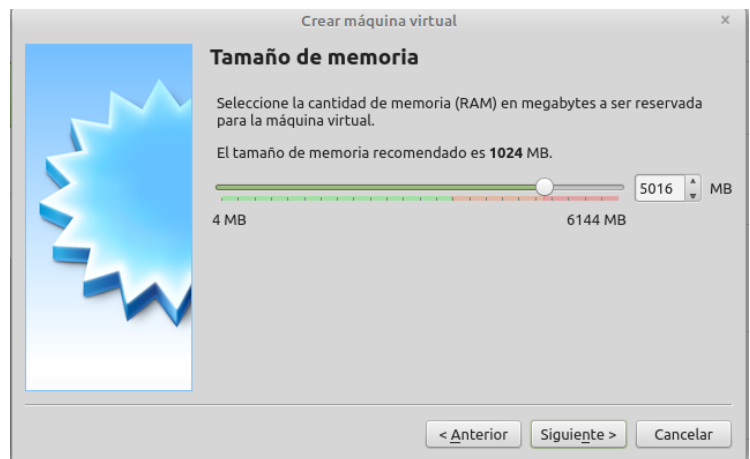 Crear máquina virtual
Tamaño de memoria
Seleccione la cantidad de memoria (RAM) en megabytes a ser reservada
para la máquina virtual.
El tamaño de memoria recomendado es 1024 MB.
5016 MB
4 MB 6144 MB
< Anterior Siguiente > Cancelar